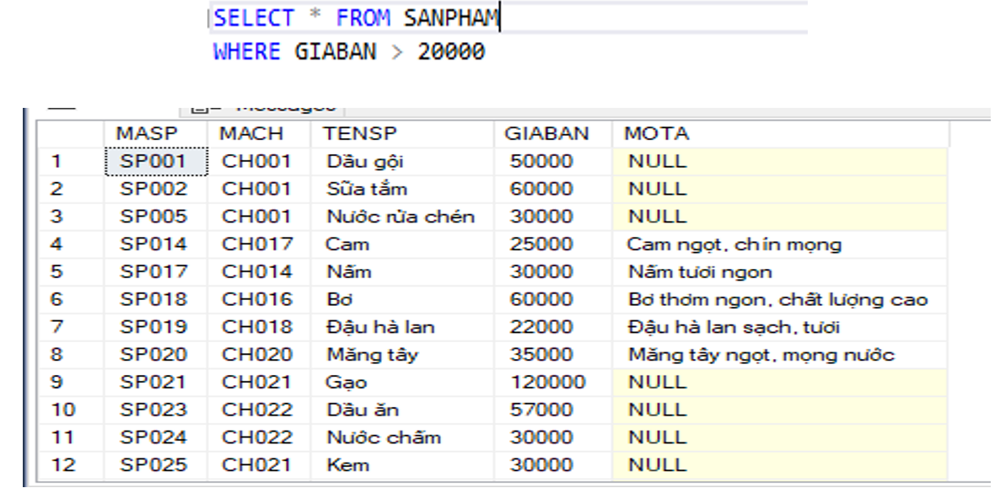 SELECT * FROM SANPHAM
WHERE GIABAN > 20000
Messages
MASP MACH TENSP GIABAN MOTA
1 SP001 CH001 Dầu gội 50000 NULL
2 SP002 CH001 Sữa tắm 60000 NULL
3 SP005 CH001 Nước rửa chén 30000 NULL
4 SP014 CH017 Cam 25000 Cam ngọt, chín mọng
5 SP017 CH014 Nấm 30000 Nấm tươi ngon
6 SP018 CH016 Bơ 60000 Bơ thơm ngon, chất lượng cao
7 SP019 CH018 Đậu hà lan 22000 Đậu hà lan sạch, tươi
8 SP020 CH020 Măng tây 35000 Măng tây ngọt, mọng nước
9 SP021 CH021 Gạo 120000 NULL
10 SP023 CH022 Dầu ăn 57000 NULL
11 SP024 CH022 Nước chấm 30000 NULL
12 SP025 CH021 Kem 30000 NULL